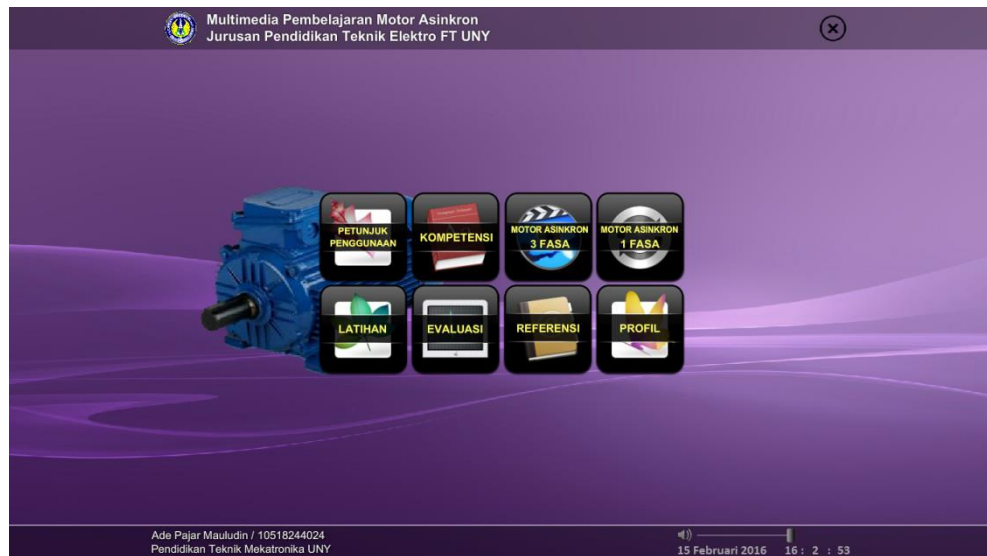 Multimedia Pembelajaran Motor Asinkron
Jurusan Pendidikan Teknik Elektro FT UNY
PETUNJUK
PENGGUNAAN
KOMPETENSI
MOTOR ASINKRON
3 FASA
MOTOR ASINKRON
1 FASA
LATIHAN
EVALUASI
REFERENSI
PROFIL
Ade Pajar Mauludin / 10518244024
Pendidikan Teknik Mekatronika UNY
15 Februari 2016 16 : 2 : 53